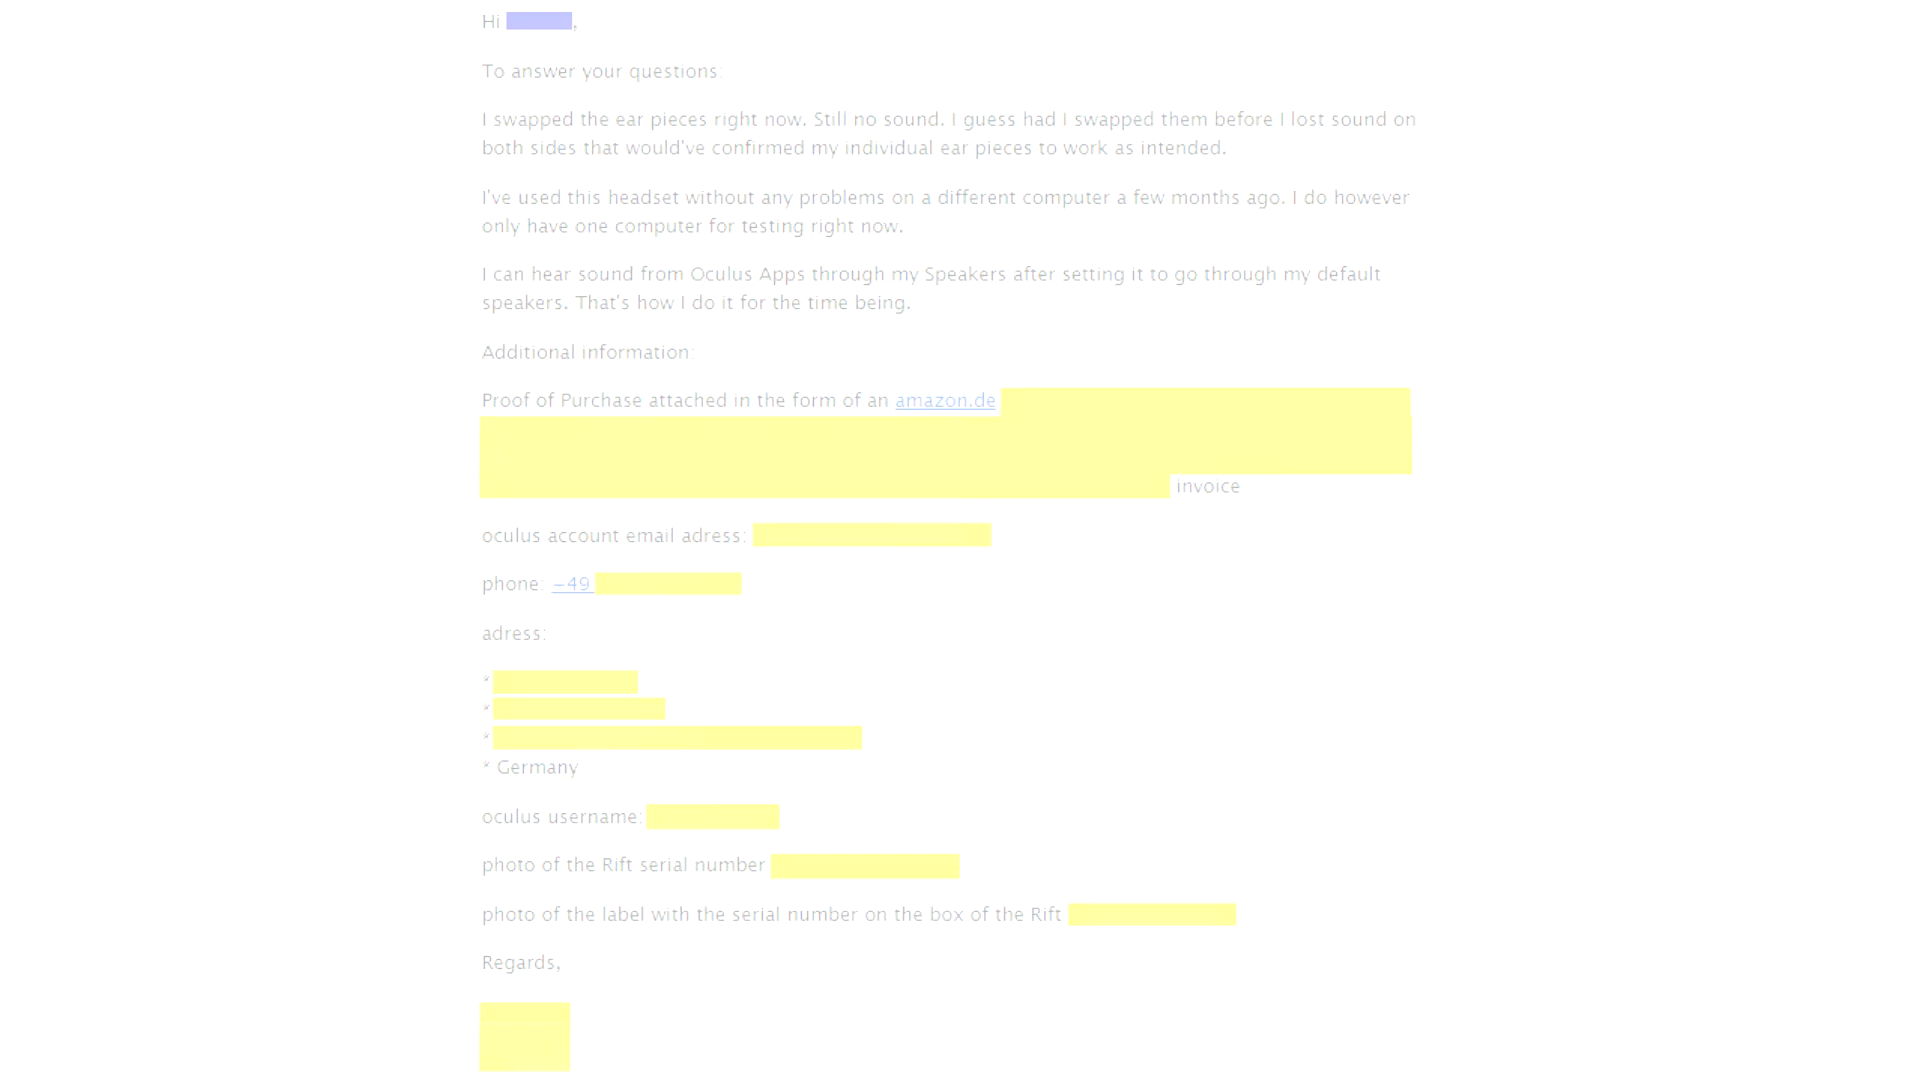 Hi ,
To answer your questions:
I swapped the ear pieces right now. Still no sound. I guess had I swapped them before I lost sound on
both sides that would've confirmed my individual ear pieces to work as intended.
I've used this headset without any problems on a different computer a few months ago. I do however
only have one computer for testing right now.
I can hear sound from Oculus Apps through my Speakers after setting it to go through my default
speakers. That's how I do it for the time being.
Additional information:
Proof of Purchase attached in the form of an amazon.de
invoice
oculus account email adress:
phone: –49
adress:
*
*
*
* Germany
oculus username:
photo of the Rift serial number
photo of the label with the serial number on the box of the Rift
Regards,